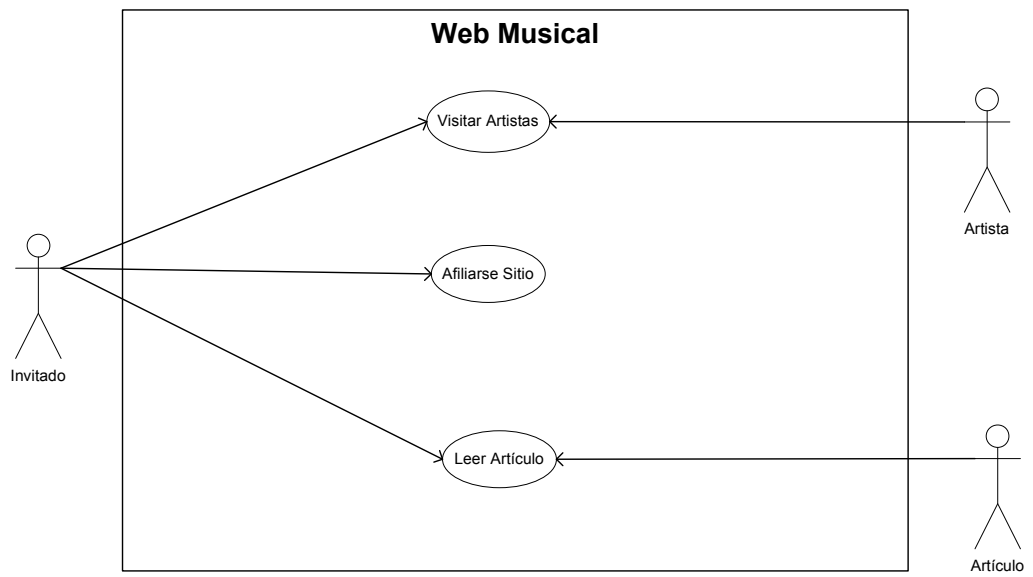 Web Musical
Visitar Artistas
Artista
Afiliarse Sitio
Invitado
Leer Artículo
Artículo